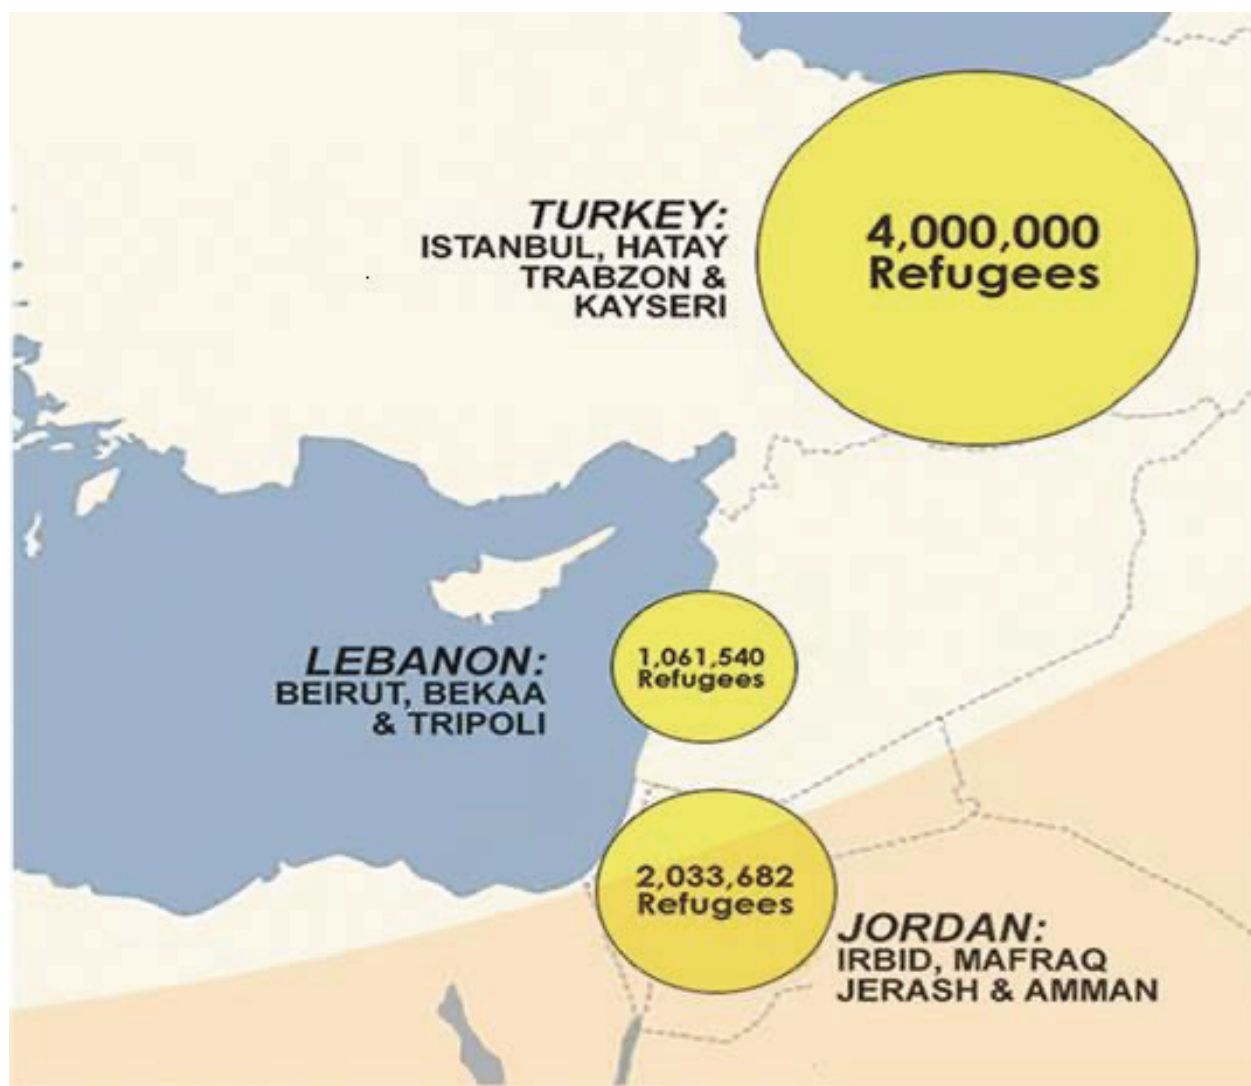 TURKEY:
ISTANBUL, HATAY
TRABZON &
KAYSERI
4,000,000
Refugees
LEBANON:
BEIRUT, BEKAA
& TRIPOLI
1,061,540
Refugees
2,033,682
Refugees
JORDAN:
IRBID, MAFRAQ
JERASH & AMMAN